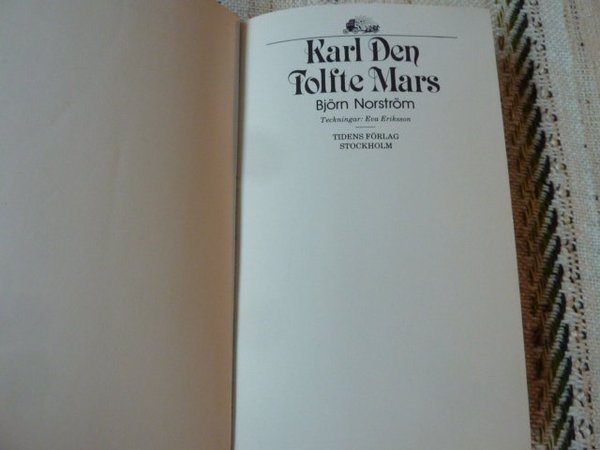 Karl Den
Tolfte Mars
Björn Norström
Teckningar: Eva Eriksson
TIDENS FÖRLAG
STOCKHOLM